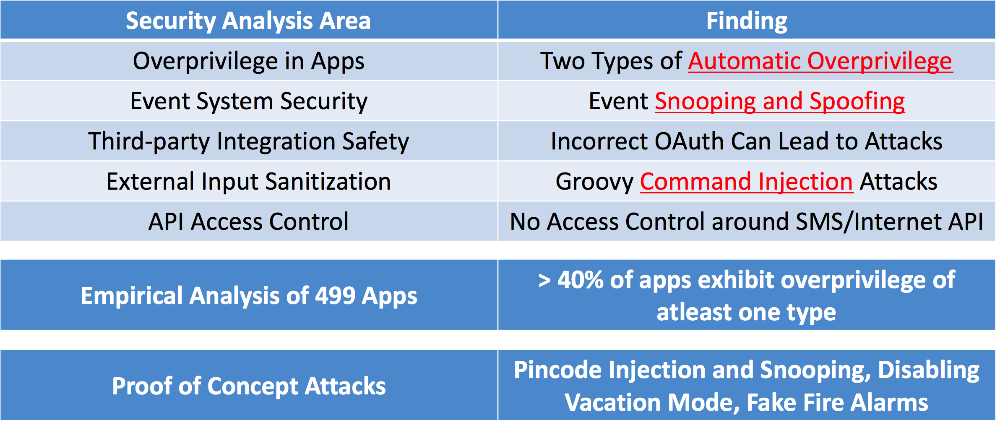 Security Analysis Area
Finding
Overprivilege in Apps
Two Types of Automatic Overprivilege
Event System Security
Event Snooping and Spoofing
Third-party Integration Safety
Incorrect OAuth Can Lead to Attacks
External Input Sanitization
Groovy Command Injection Attacks
API Access Control
No Access Control around SMS/Internet API
Empirical Analysis of 499 Apps
> 40% of apps exhibit overprivilege of
atleast one type
Proof of Concept Attacks
Pincode Injection and Snooping, Disabling
Vacation Mode, Fake Fire Alarms